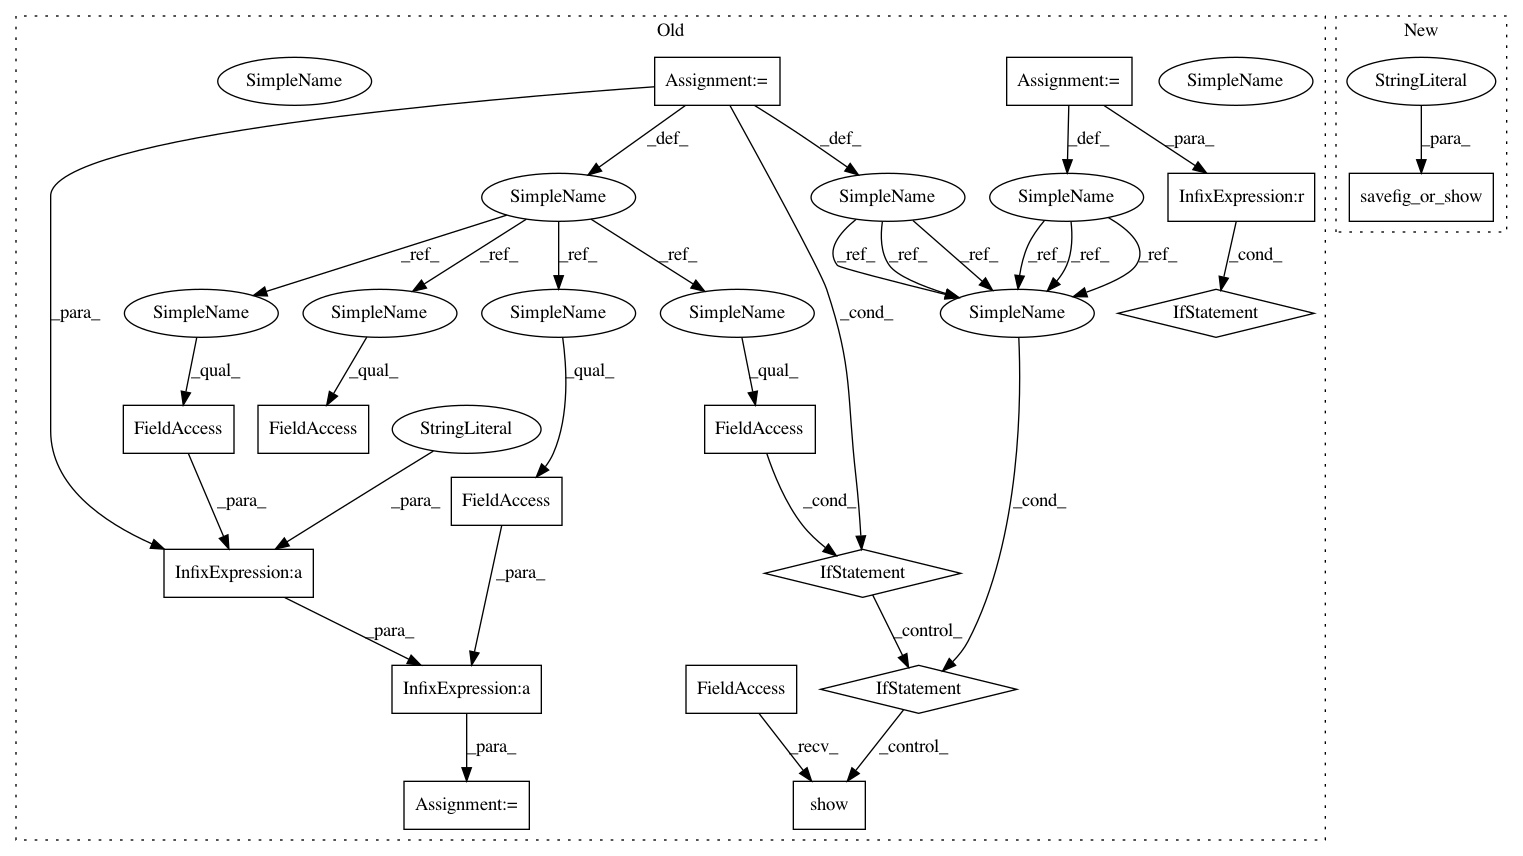 Old
New
SimpleName
Assignment:=
Assignment:=
SimpleName
StringLiteral
_def_
_def_
_def_
_para_
_para_
SimpleName
SimpleName
SimpleName
InfixExpression:r
savefig_or_show
_ref_
_ref_
_ref_
_ref_
_ref_
_ref_
_ref_
_ref_
_ref_
_ref_
_cond_
_para_
SimpleName
SimpleName
SimpleName
SimpleName
_cond_
SimpleName
IfStatement
_qual_
_qual_
_qual_
_qual_
FieldAccess
FieldAccess
StringLiteral
FieldAccess
_para_
_para_
FieldAccess
_cond_
_cond_
InfixExpression:a
_para_
IfStatement
_para_
_control_
InfixExpression:a
FieldAccess
IfStatement
_para_
_recv_
_control_
Assignment:=
show